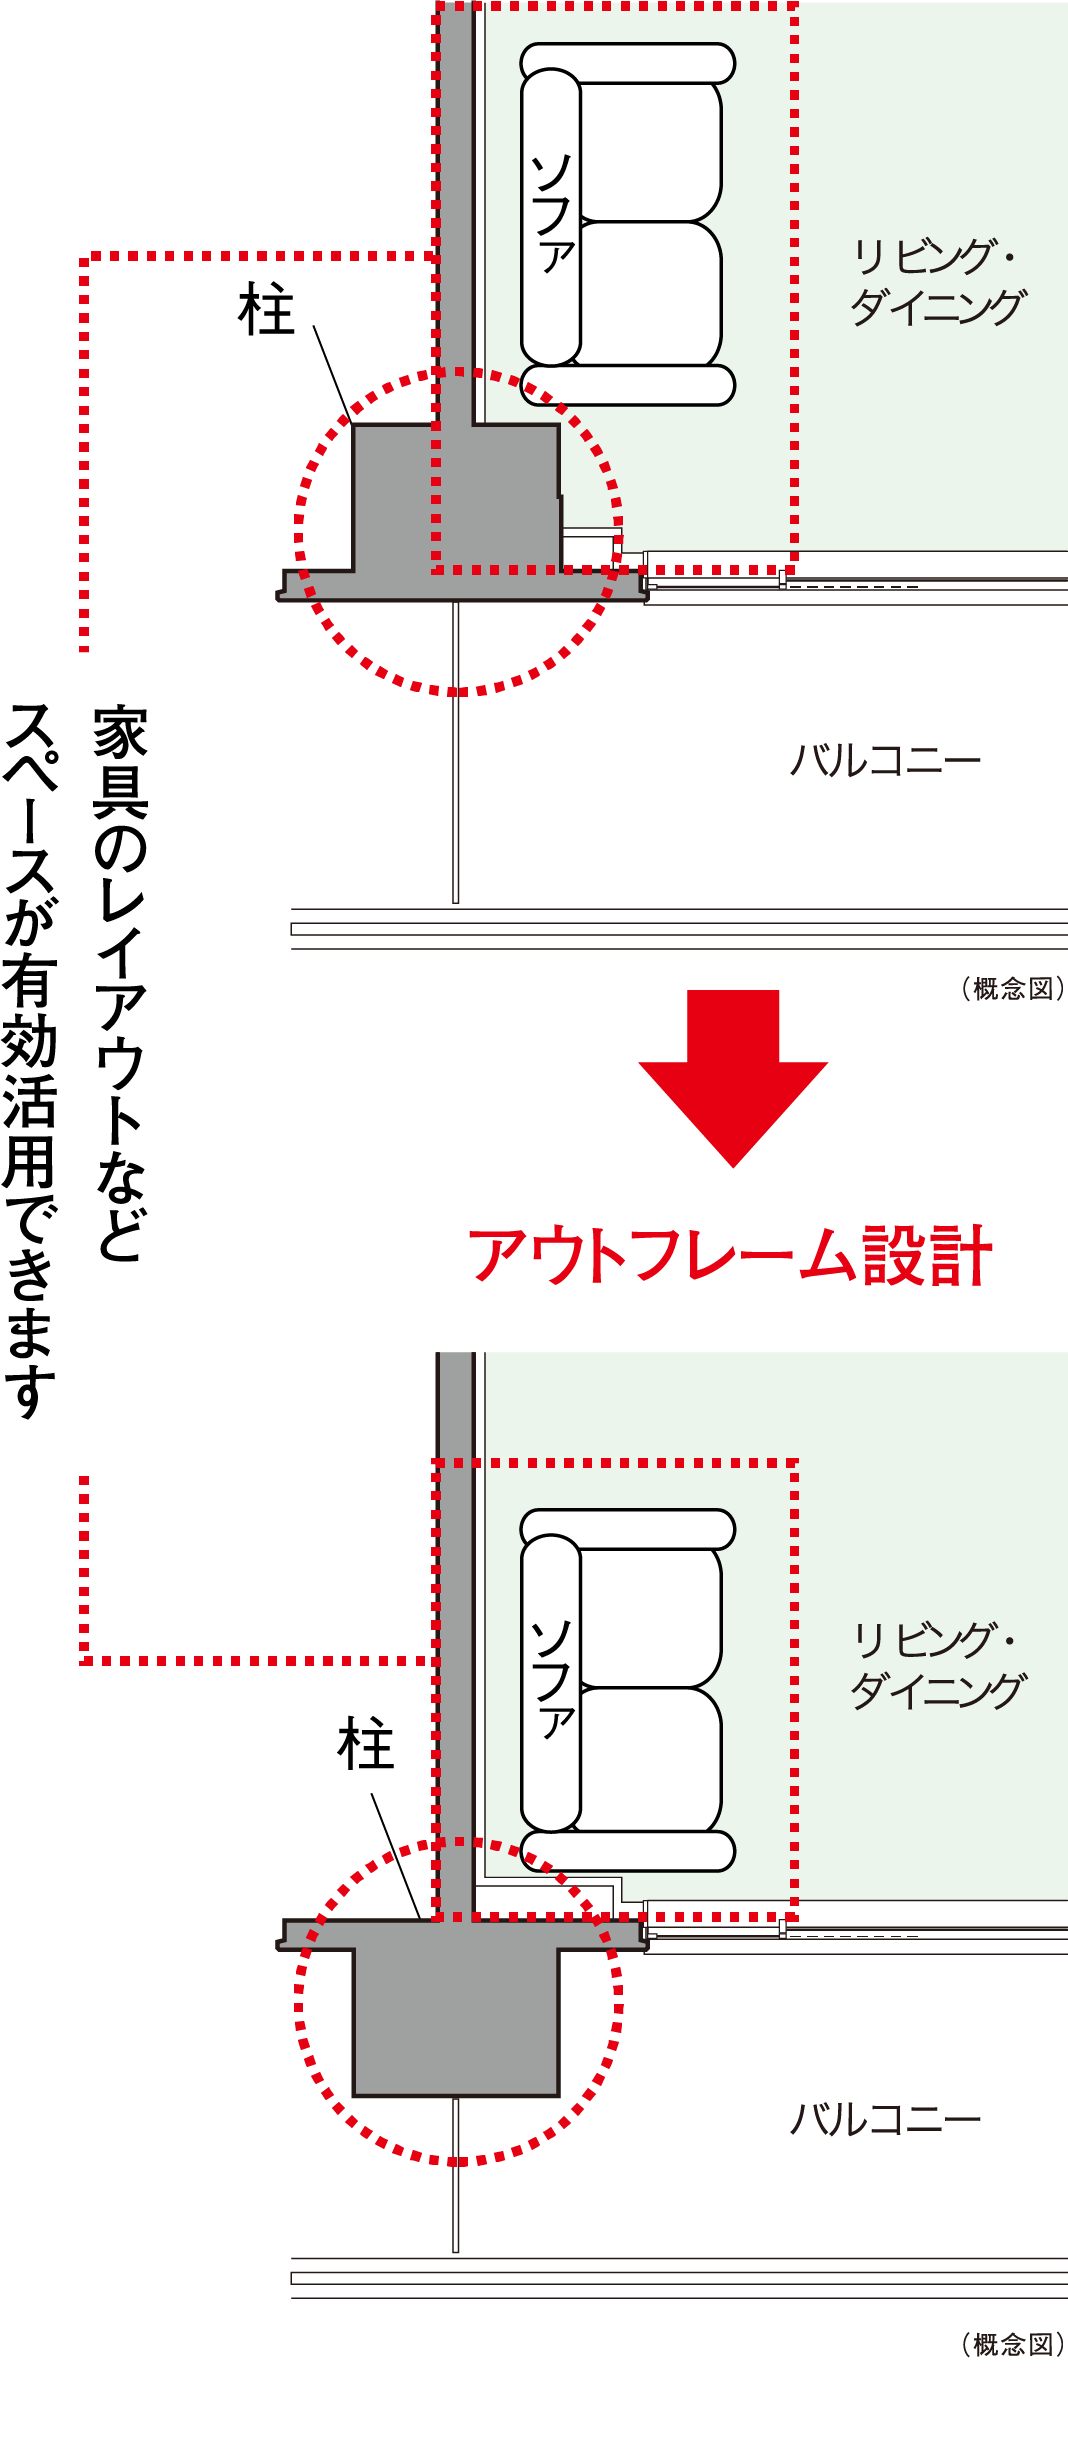 ソファ
リビング・
ダイニング
柱
バルコニー
（概念図）
家具のレイアウトなど
スペースが有効活用できます
アウトフレーム設計
ソファ
リビング・
ダイニング
柱
バルコニー
（概念図）